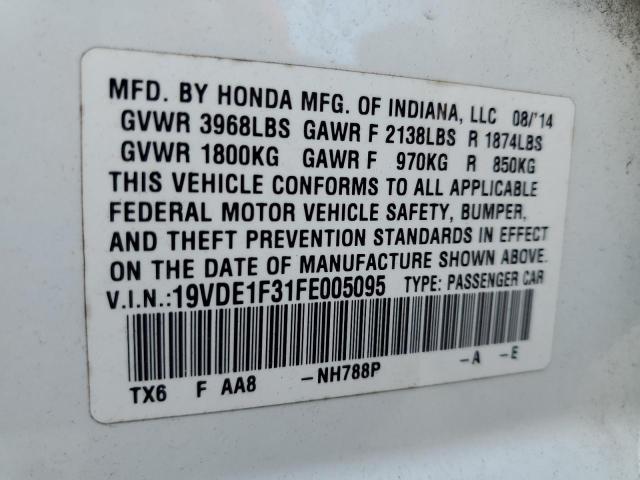 MFD. BY HONDA MFG. OF INDIANA, LLC 08/'14
GVWR 3968LBS GAWR F 2138LBS R 1874LBS
GVWR 1800KG GAWR F 970KG R 850KG
THIS VEHICLE CONFORMS TO ALL APPLICABLE
FEDERAL MOTOR VEHICLE SAFETY, BUMPER,
AND THEFT PREVENTION STANDARDS IN EFFECT
ON THE DATE OF MANUFACTURE SHOWN ABOVE.
V.I.N.:19VDE1F31FE005095 TYPE: PASSENGER CAR
TX6 F AA8 -NH788P -A -E